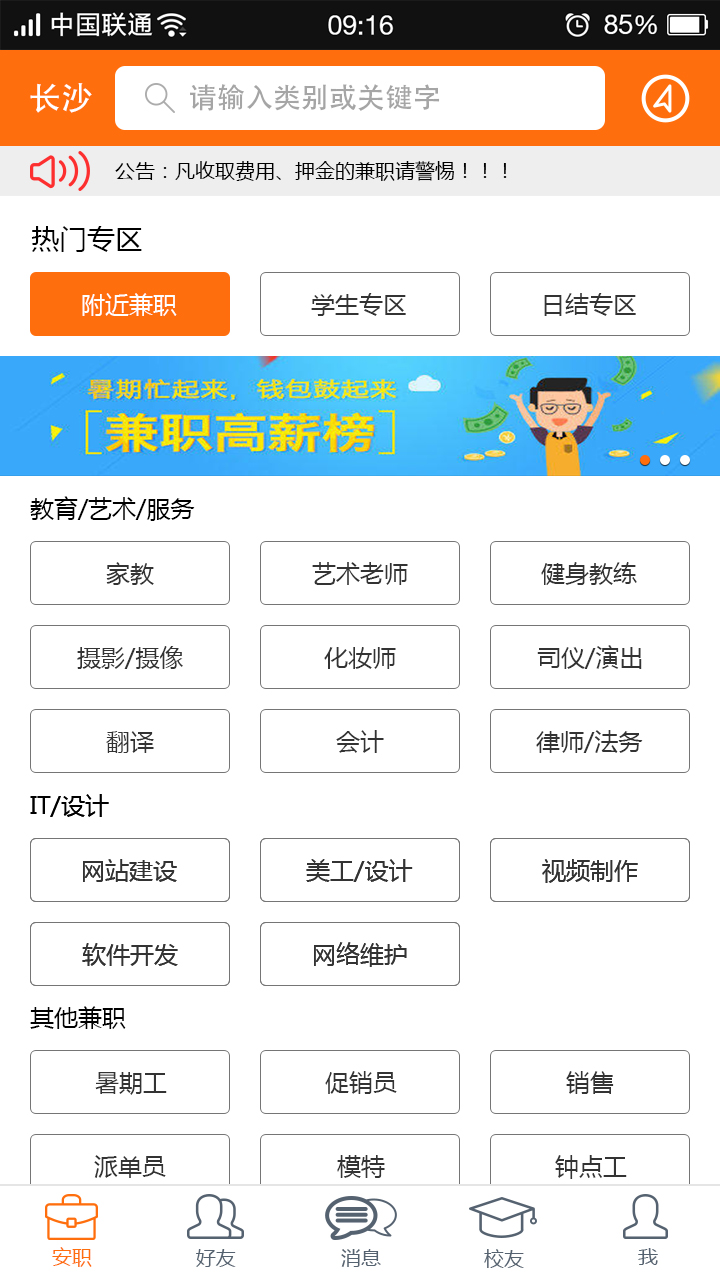 中国联通 09:16 85%
长沙 请输入类别或关键字
公告：凡收取费用、押金的兼职请警惕！！！
热门专区
附近兼职 学生专区 日结专区
暑期忙起来，钱包鼓起来
[兼职高薪榜]
教育/艺术/服务
家教 艺术老师 健身教练
摄影/摄像 化妆师 司仪/演出
翻译 会计 律师/法务
IT/设计
网站建设 美工/设计 视频制作
软件开发 网络维护
其他兼职
暑期工 促销员 销售
派单员 模特 钟点工
安职 好友 消息 校友 我